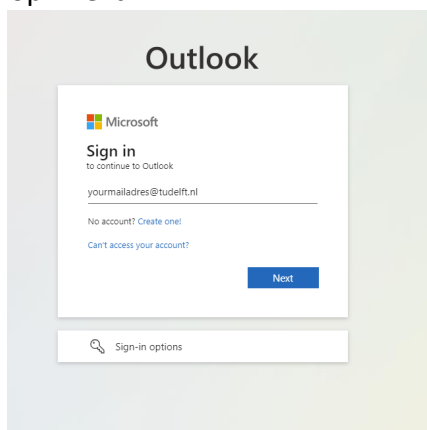 Outlook
Microsoft
Sign in
to continue to Outlook
yourmailadres@tudelft.nl
No account? Create one!
Can't access your account?
Next
Sign-in options